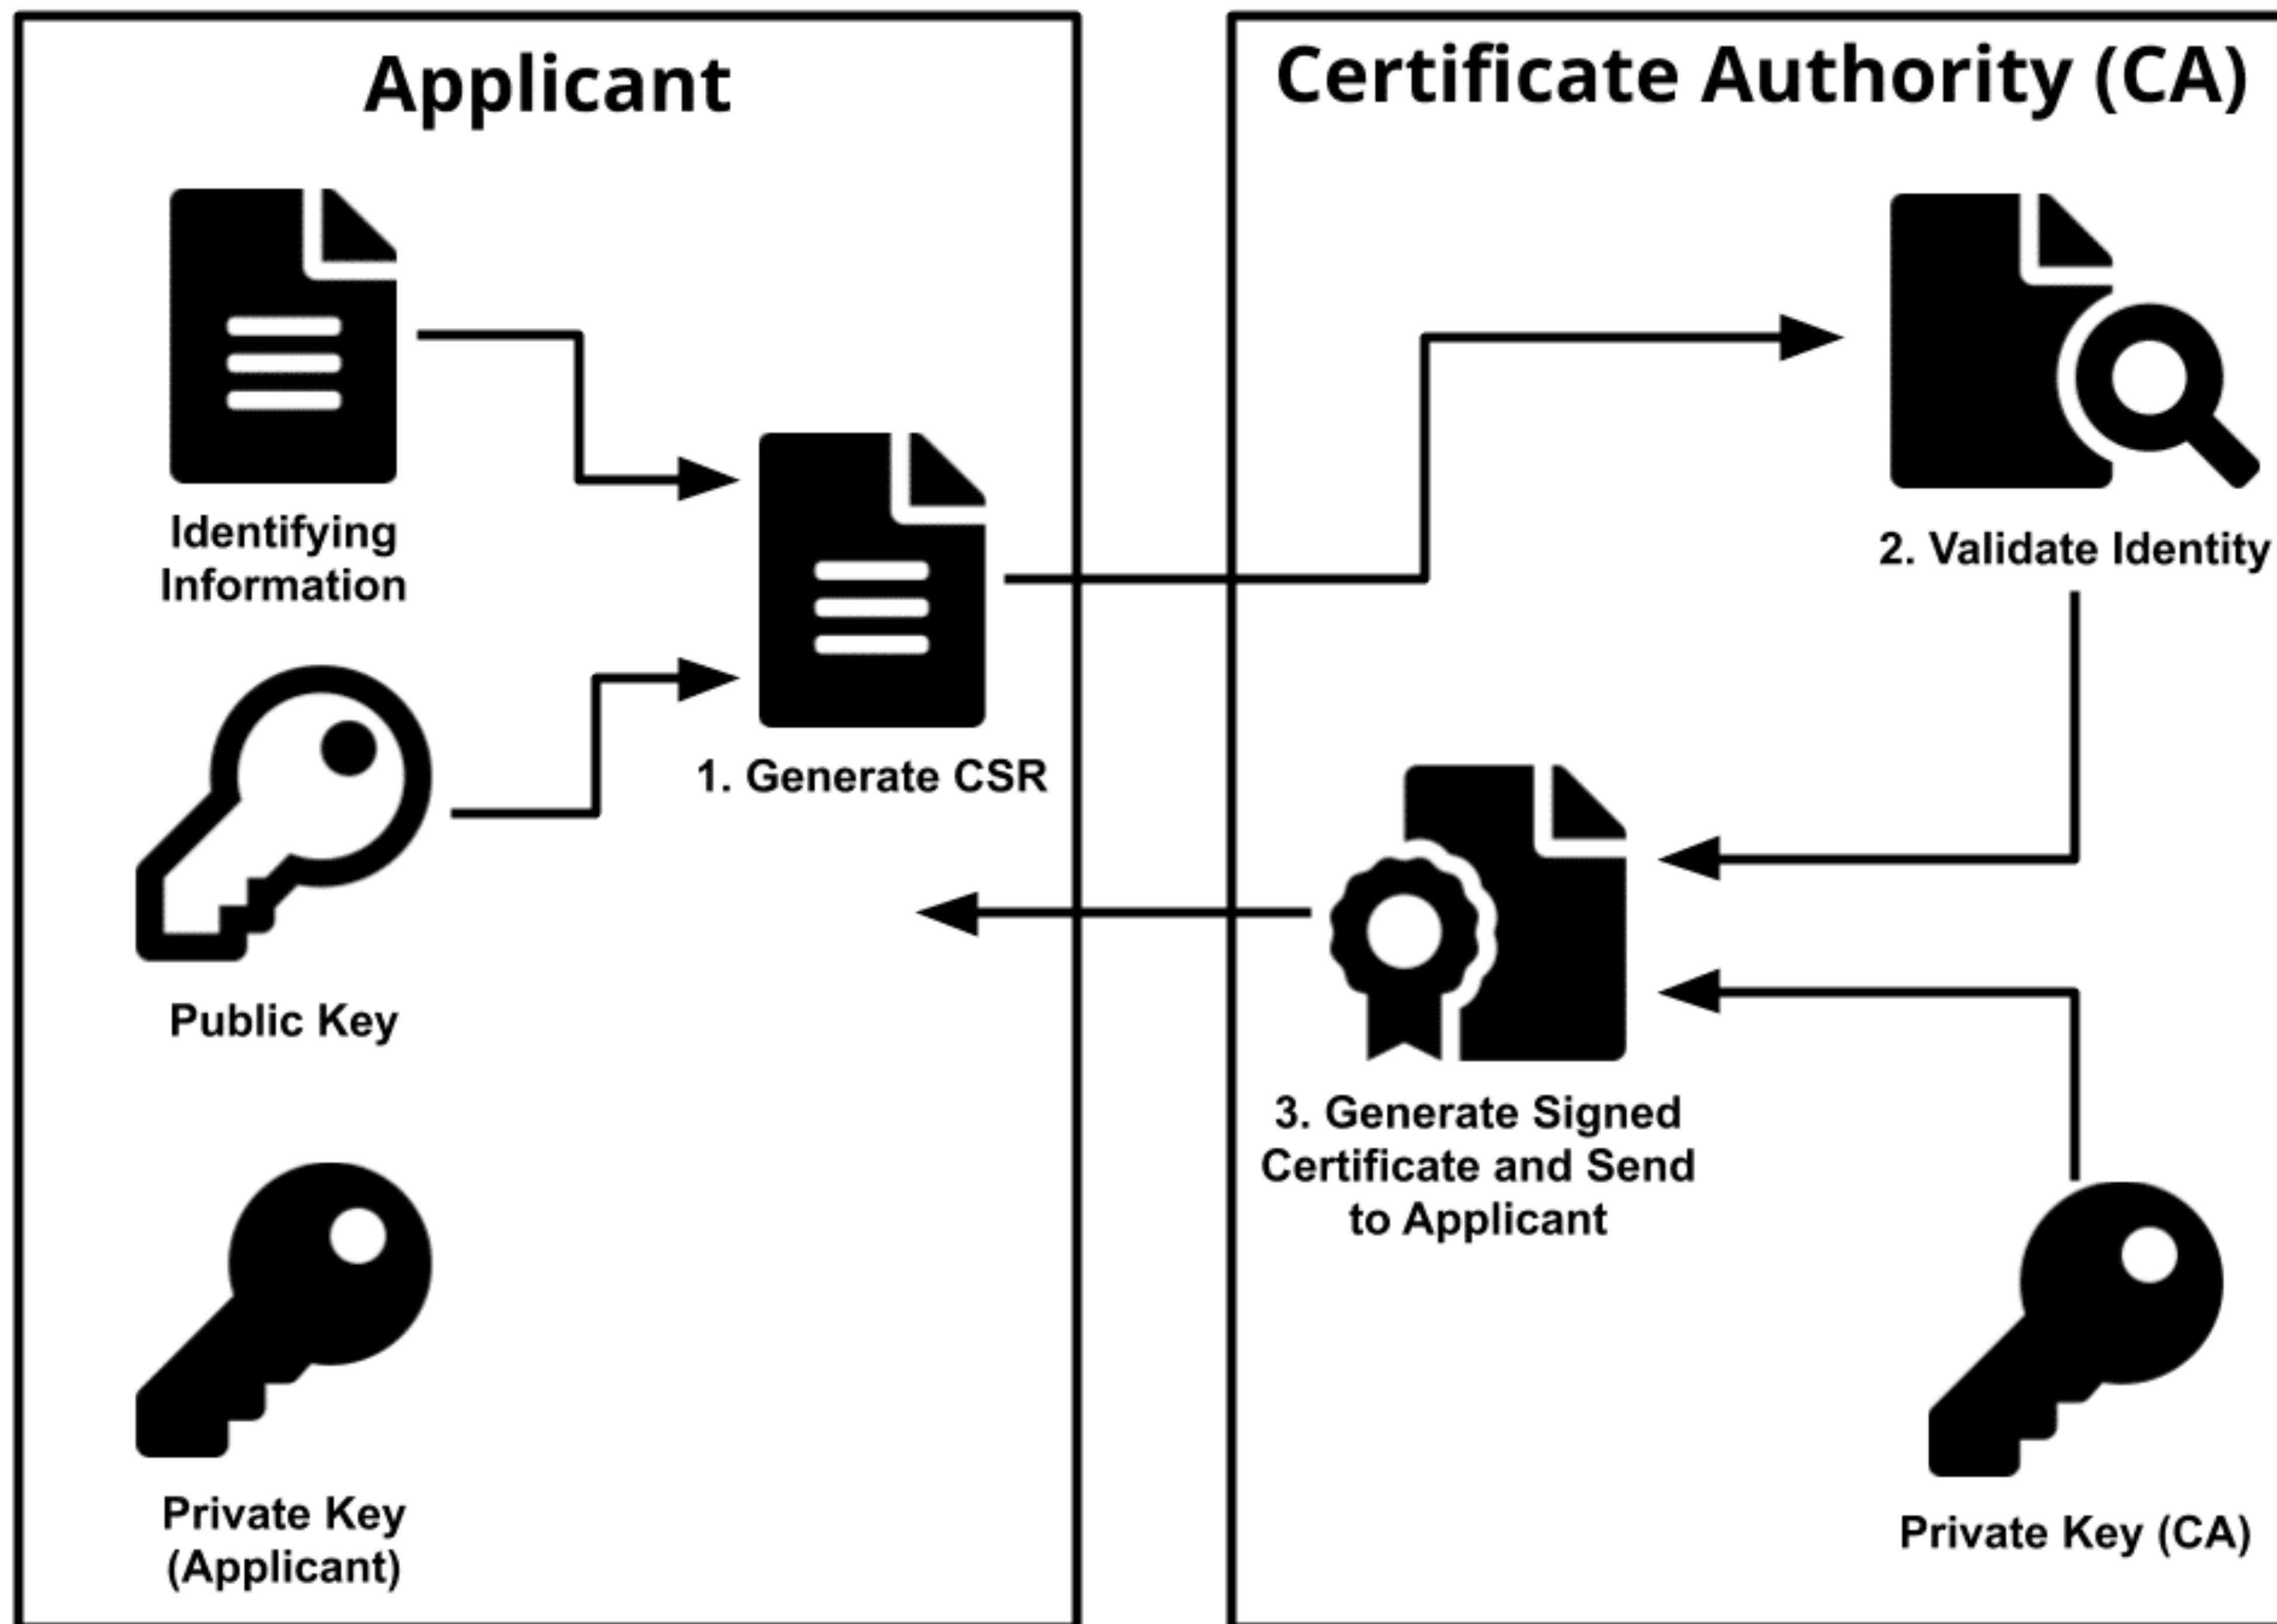 Applicant
Certificate Authority (CA)
Identifying
Information
1. Generate CSR
Public Key
Private Key
(Applicant)
2. Validate Identity
3. Generate Signed
Certificate and Send
to Applicant
Private Key (CA)